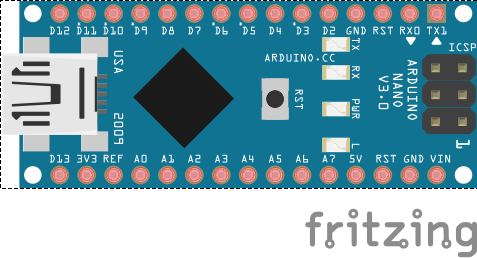 D12 D11 D10 D9 D8 D7 D6 D5 D4 D3 D2 GND RST RX0 TX1
TX
ICSP
ARDUINO.CC
USA
RX
ARDUINO
NANO
V3.0
RST
PWR
2009
1
L
D13 3V3 REF A0 A1 A2 A3 A4 A5 A6 A7 5V RST GND VIN
fritzing